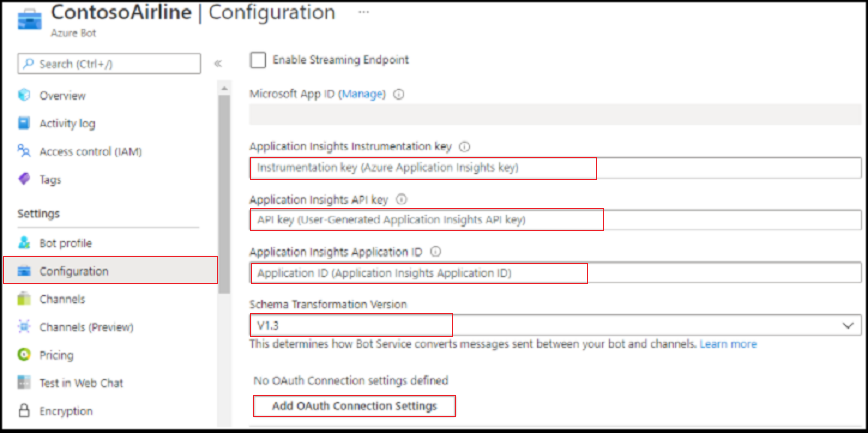 ContosoAirline | Configuration ...
Azure Bot
Search (Ctrl+/) «
Overview
Activity log
Access control (IAM)
Tags
Settings
Bot profile
Configuration
Channels
Channels (Preview)
Pricing
Test in Web Chat
Encryption
Enable Streaming Endpoint
Microsoft App ID (Manage)
Application Insights Instrumentation key
Instrumentation key (Azure Application Insights key)
Application Insights API key
API key (User-Generated Application Insights API key)
Application Insights Application ID
Application ID (Application Insights Application ID)
Schema Transformation Version
V1.3
This determines how Bot Service converts messages sent between your bot and channels. Learn more
No OAuth Connection settings defined
Add OAuth Connection Settings